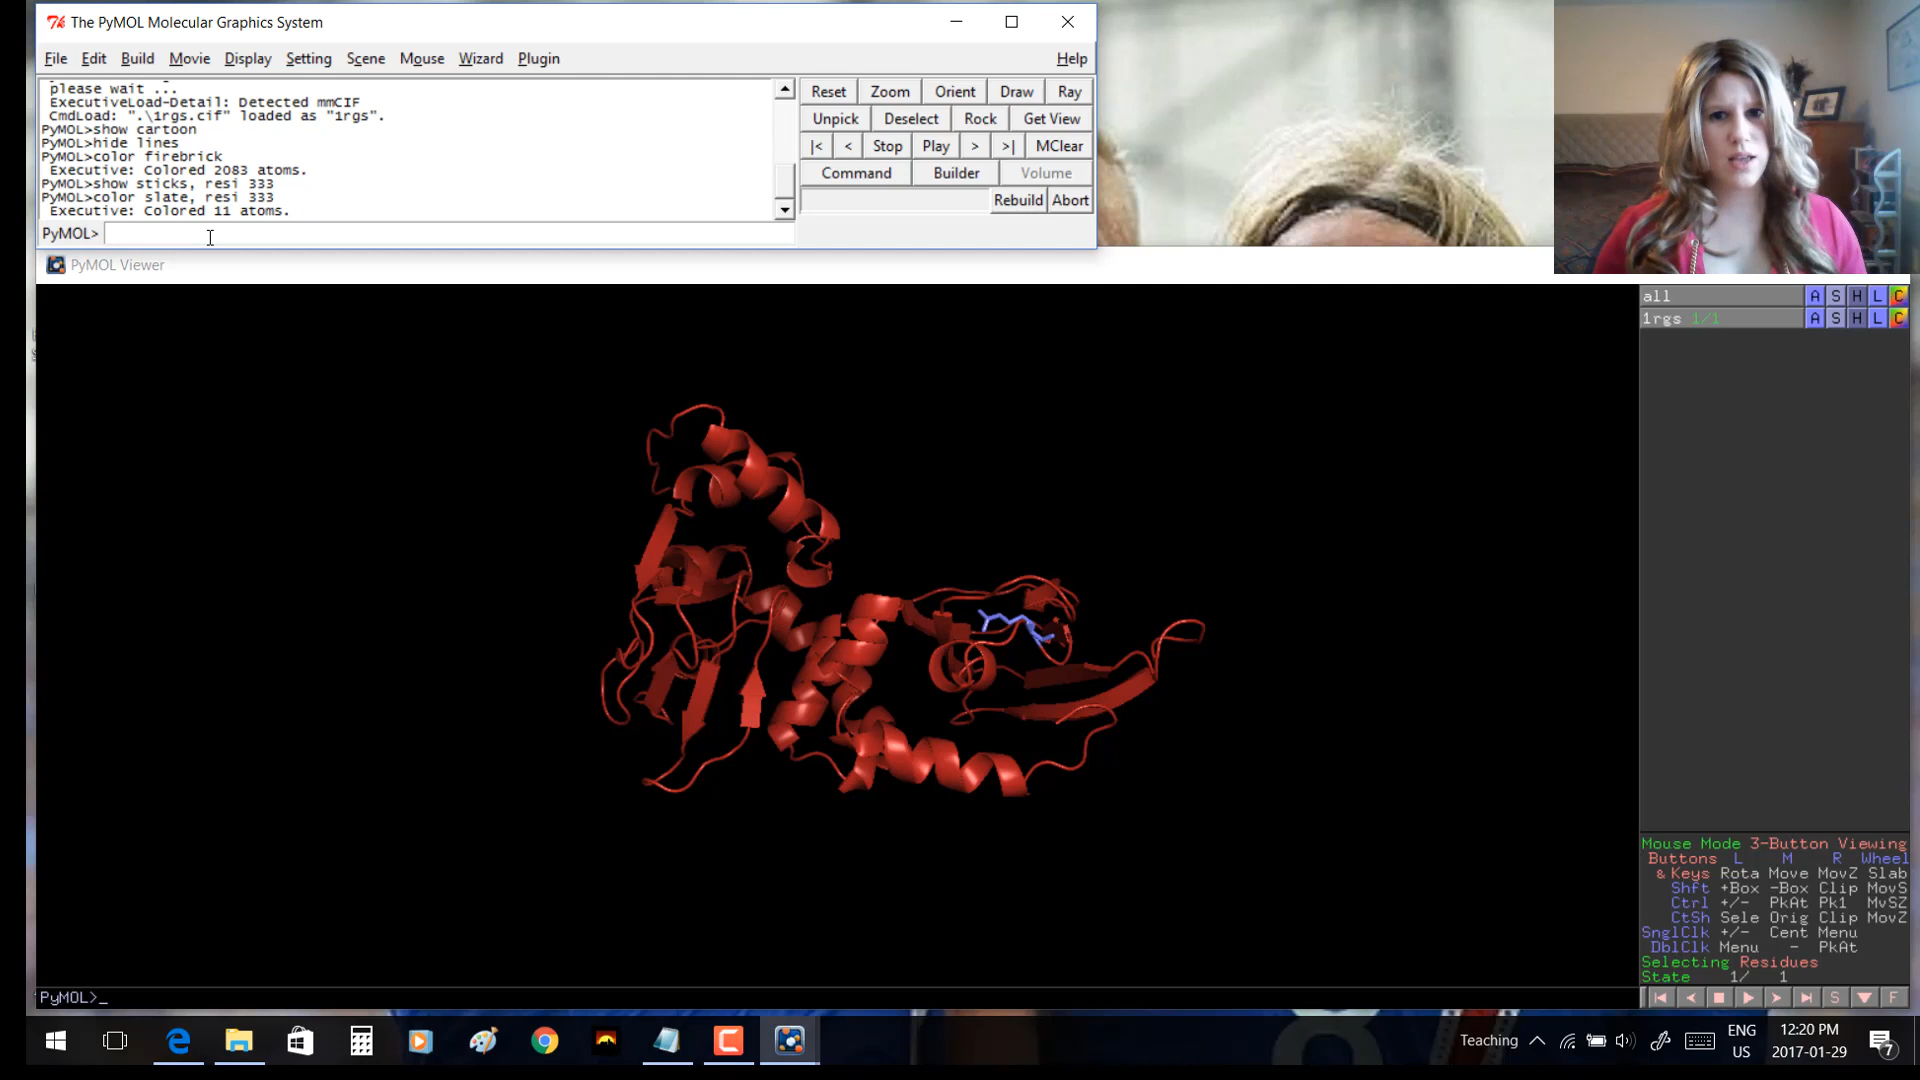 The PyMOL Molecular Graphics System
File Edit Build Movie Display Setting Scene Mouse Wizard Plugin Help
please wait ...
ExecutiveLoad-Detail: Detected mmCIF
CmdLoad: ".\1rgs.cif" loaded as "1rgs".
PyMOL>show cartoon
PyMOL>hide lines
PyMOL>color firebrick
Executive: Colored 2083 atoms.
PyMOL>show sticks, resi 333
PyMOL>color slate, resi 333
Executive: Colored 11 atoms.
PyMOL>
Reset Zoom Orient Draw Ray
Unpick Deselect Rock Get View
|< < Stop Play > >| MClear
Command Builder Volume
Rebuild Abort
PyMOL Viewer
all A S H L C
1rgs 1/1 A S H L C
Mouse Mode 3-Button Viewing
Buttons L M R Wheel
& Keys Rota Move MovZ Slab
Shft +Box -Box Clip MovS
Ctrl +/- PkAt Pk1 MvSZ
CtSh Sele Orig Clip MovZ
SnglClk +/- Cent Menu
DblClk Menu - PkAt
Selecting Residues
State 1/ 1
S F
PyMOL>_
Teaching
ENG
US
12:20 PM
2017-01-29
7